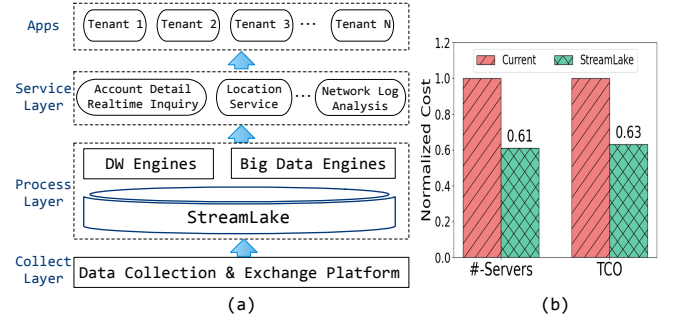 Apps
Tenant 1
Tenant 2
Tenant 3
...
Tenant N
Service
Layer
Account Detail
Realtime Inquiry
Location
Service
...
Network Log
Analysis
Process
Layer
DW Engines
Big Data Engines
StreamLake
Collect
Layer
Data Collection & Exchange Platform
(a)
Current
StreamLake
Normalized Cost
1.2
1.0
0.8
0.6
0.4
0.2
0.0
0.61
0.63
#-Servers
TCO
(b)